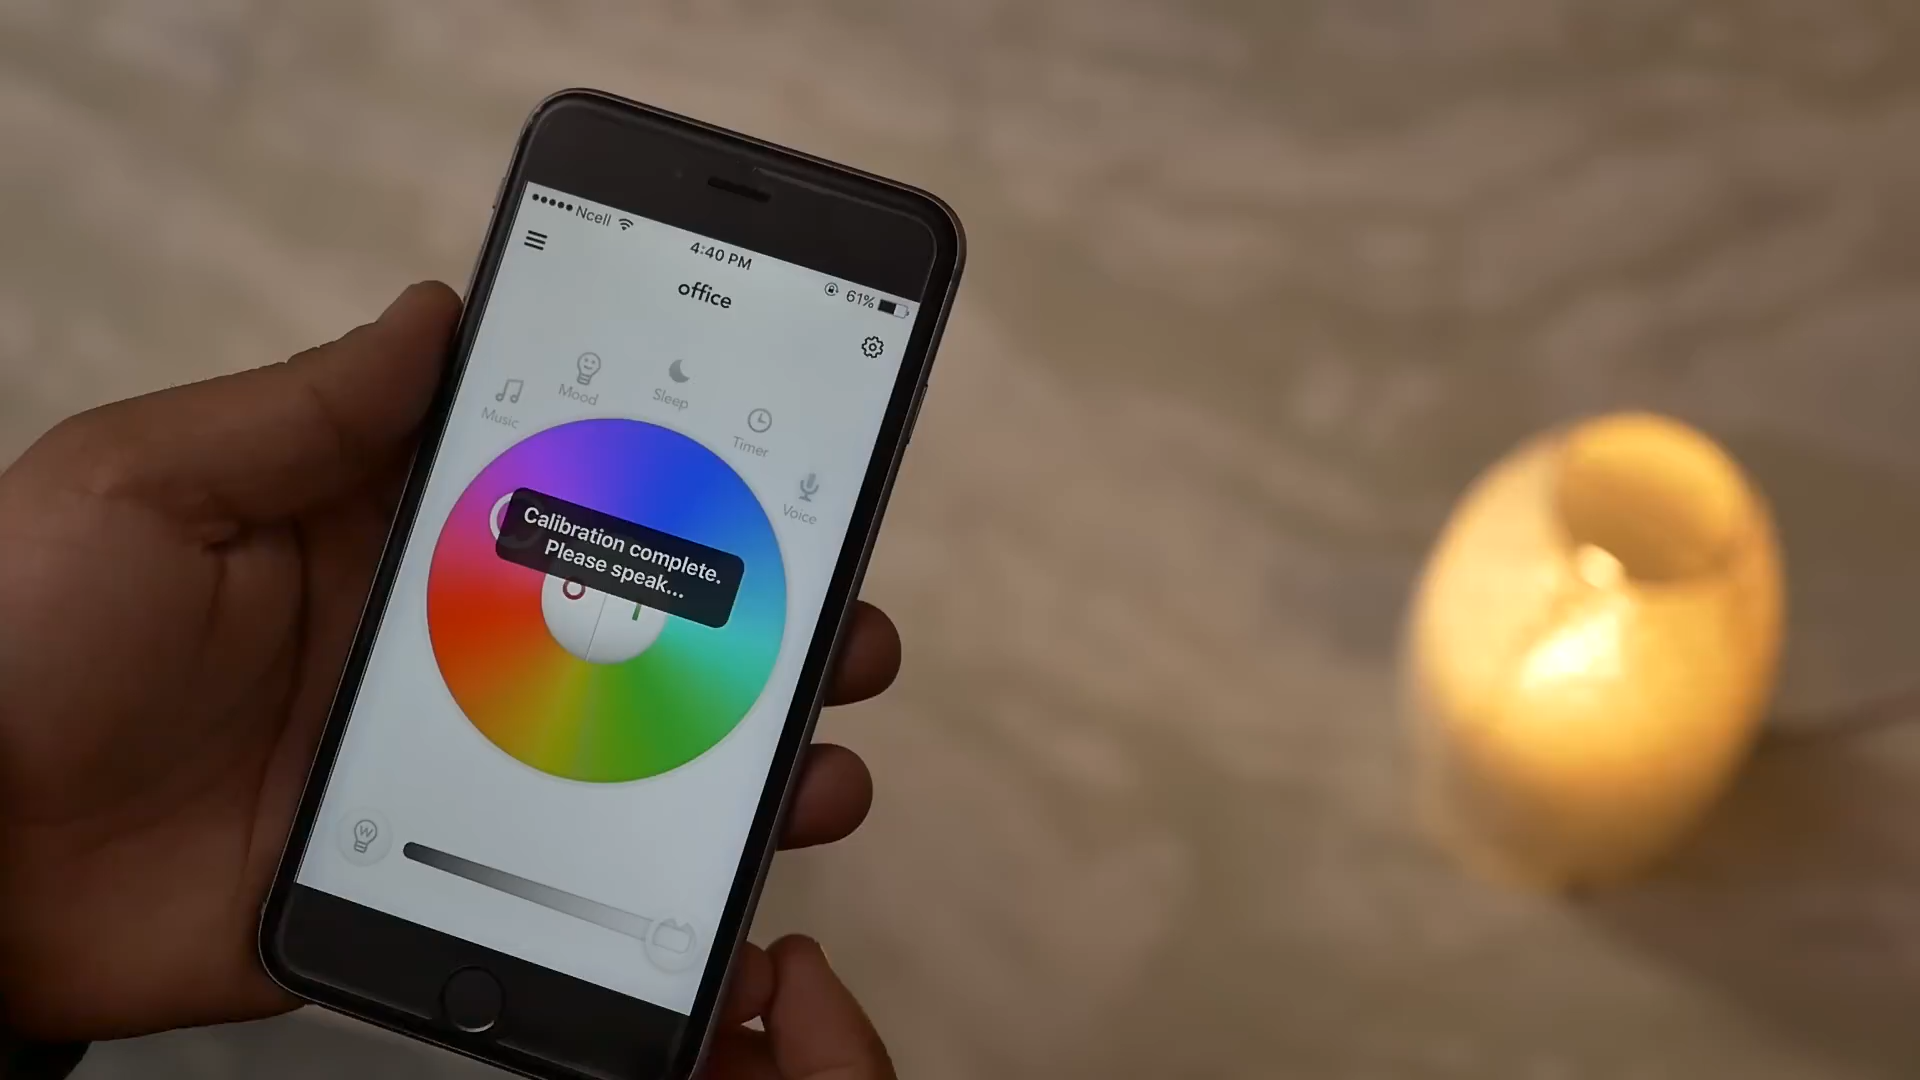 Ncell
4:40 PM
61%
office
Music
Mood
Sleep
Timer
Voice
Calibration complete.
Please speak...
W